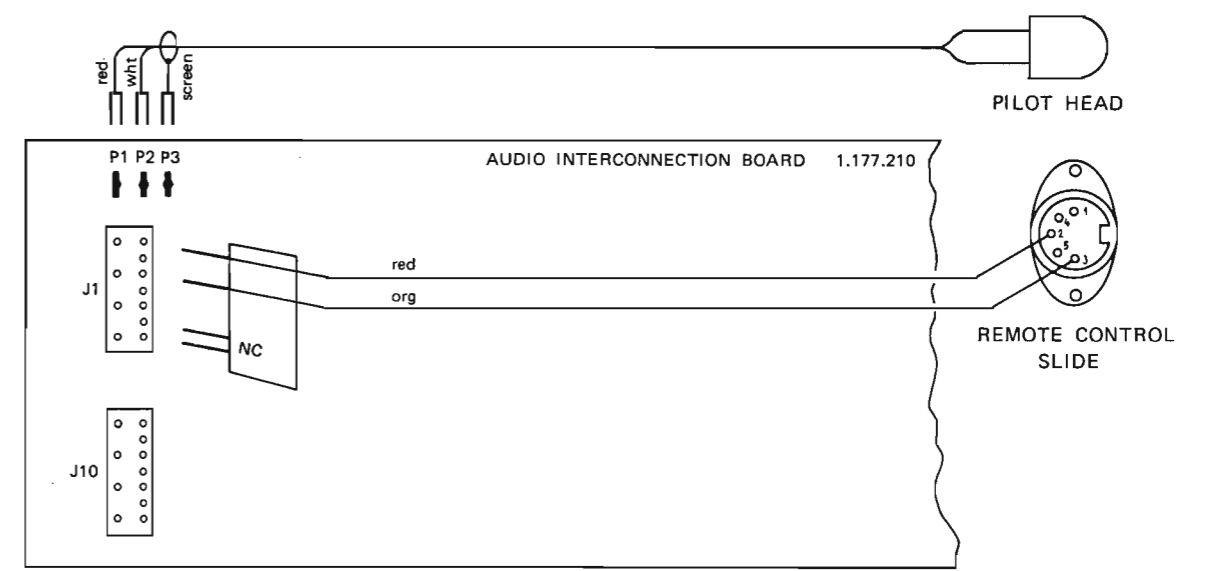 red
wht
screen
PILOT HEAD
P1 P2 P3
AUDIO INTERCONNECTION BOARD 1.177.210
1
4
2
5
3
J1
red
org
NC
REMOTE CONTROL
SLIDE
J10